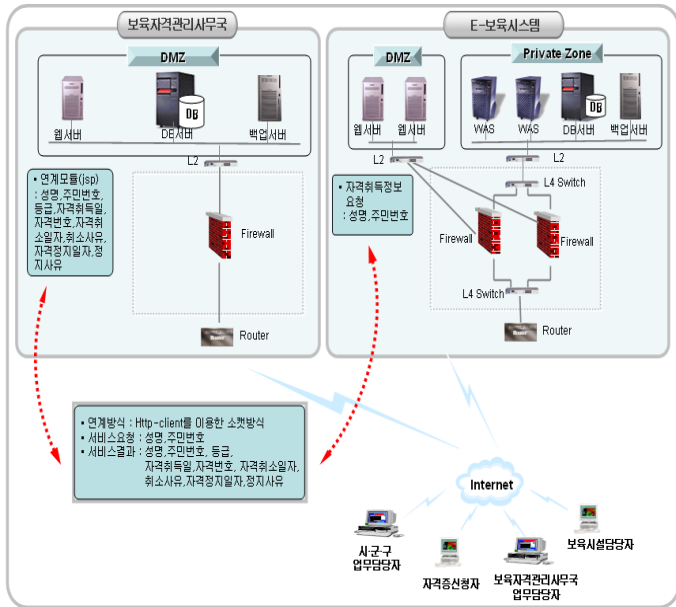 보육자격관리사무국
DMZ
웹서버
DB
DB서버
백업서버
L2
• 연계모듈(jsp)
: 성명,주민번호,
등급,자격취득일,
자격번호,자격취
소일자,취소사유,
자격정지일자,정
지사유
Firewall
Router
E-보육시스템
DMZ
웹서버
웹서버
L2
Private Zone
WAS
WAS
DB
DB서버
백업서버
L2
L4 Switch
• 자격취득정보
요청
: 성명,주민번호
Firewall
Firewall
L4 Switch
Router
• 연계방식 : Http-client를 이용한 소캣방식
• 서비스요청 : 성명,주민번호
• 서비스결과 : 성명,주민번호, 등급,
자격취득일,자격번호, 자격취소일자,
취소사유,자격정지일자,정지사유
Internet
시·군·구
업무담당자
자격증신청자
보육자격관리사무국
업무담당자
보육시설담당자